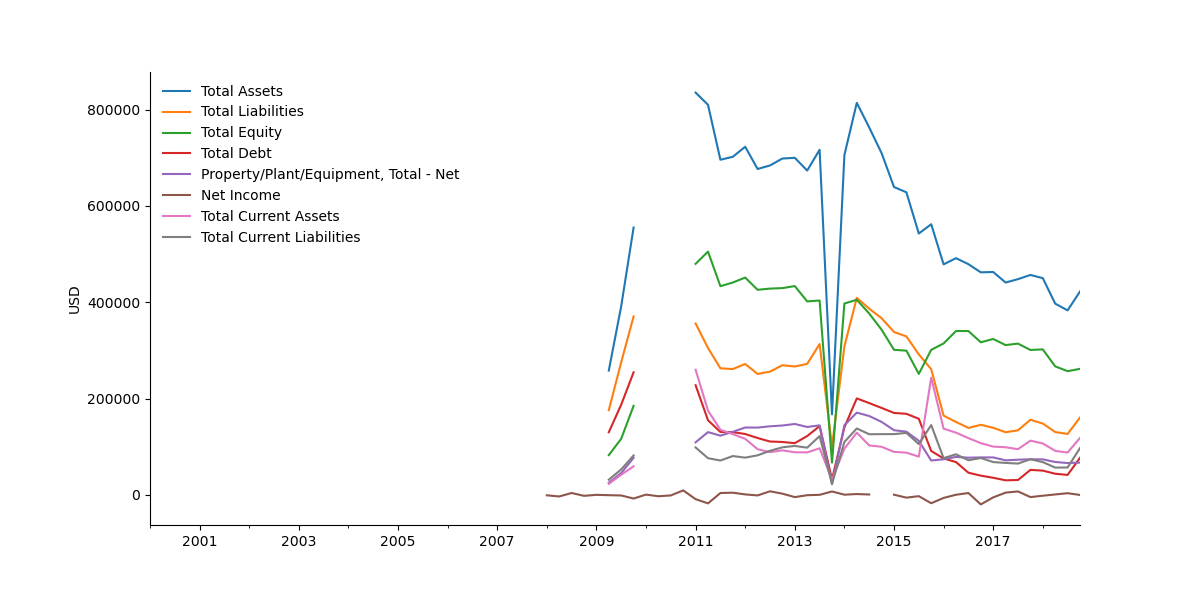 Total Assets
Total Liabilities
Total Equity
Total Debt
Property/Plant/Equipment, Total - Net
Net Income
Total Current Assets
Total Current Liabilities
USD
800000
600000
400000
200000
0
2001 2003 2005 2007 2009 2011 2013 2015 2017